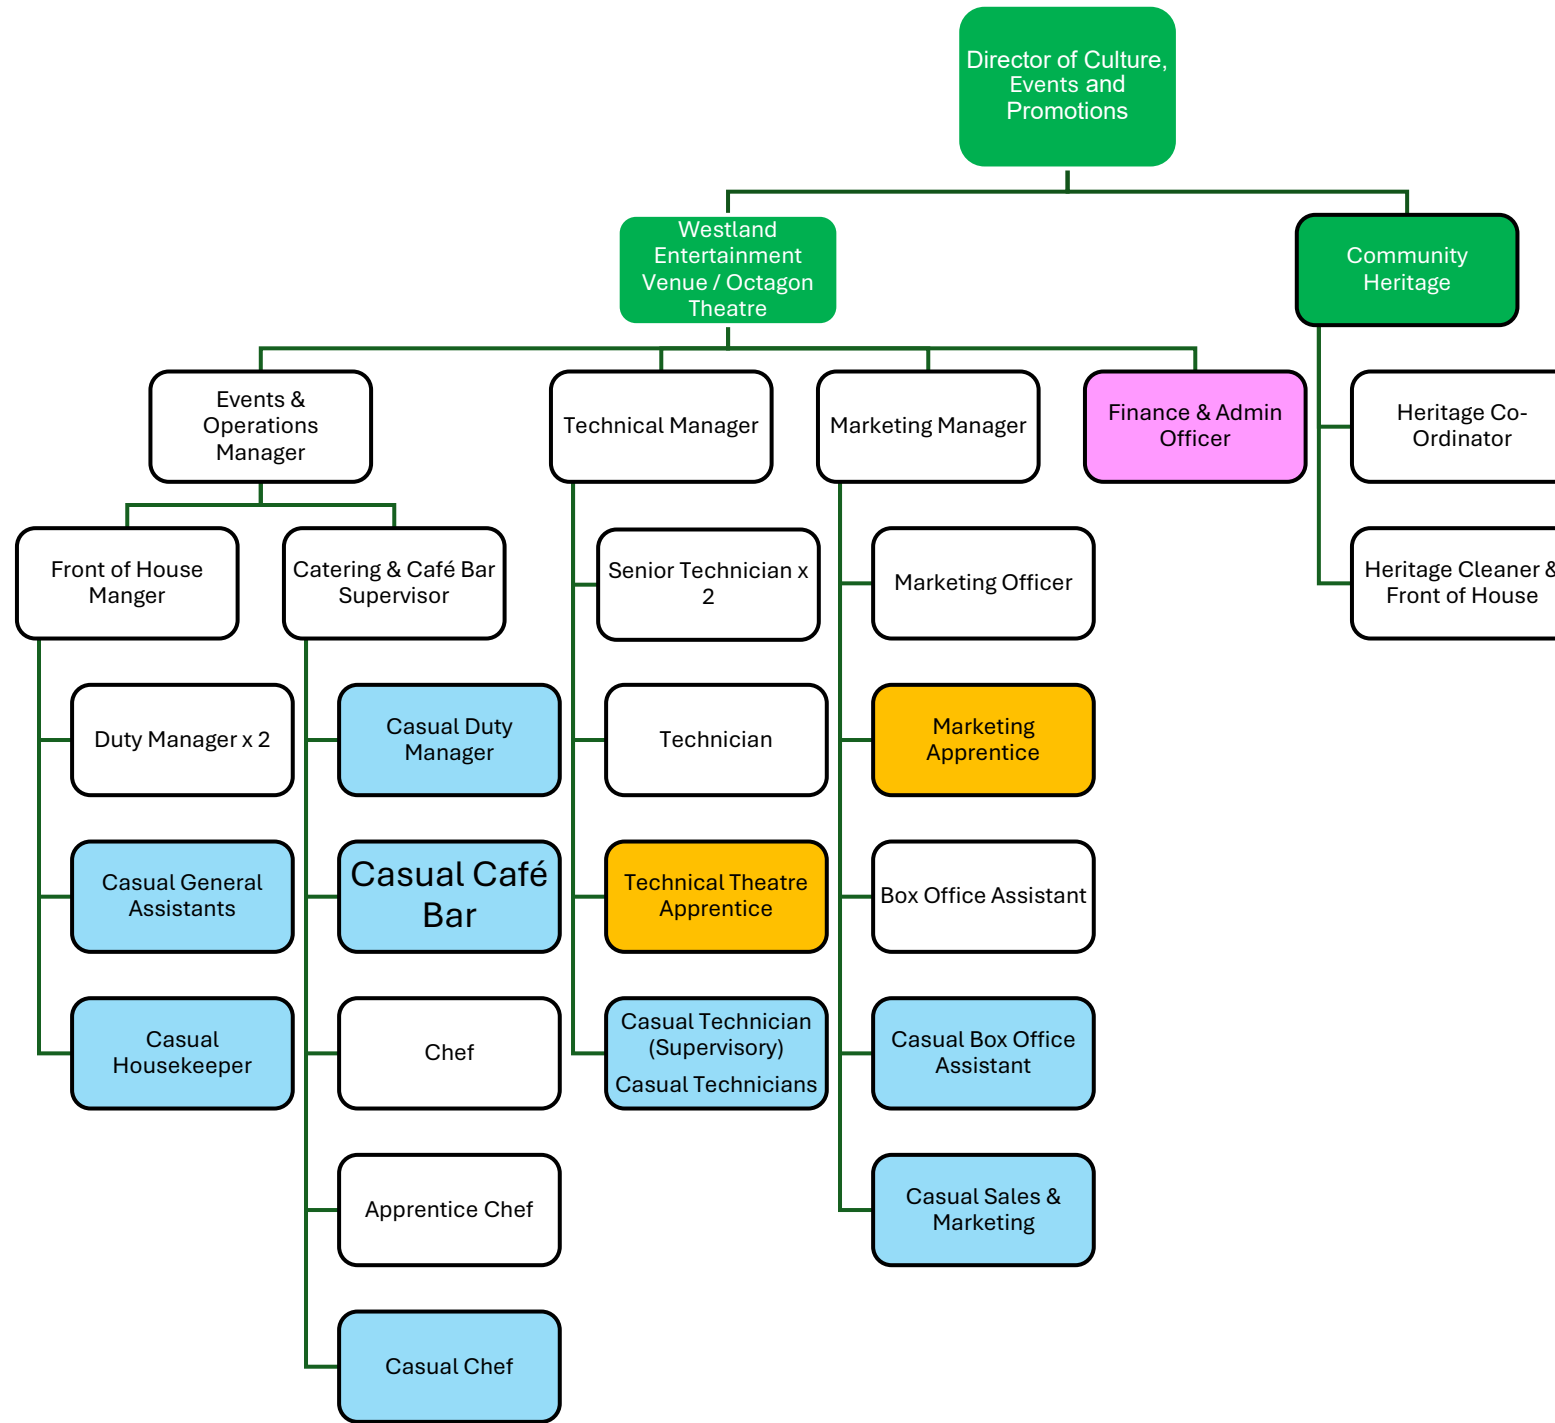 Director of Culture,
Events and
Promotions
Westland
Entertainment
Venue / Octagon
Theatre
Community
Heritage
Events &
Operations
Manager
Technical Manager
Marketing Manager
Finance & Admin
Officer
Heritage Co-
Ordinator
Front of House
Manger
Catering & Café Bar
Supervisor
Senior Technician x
2
Marketing Officer
Heritage Cleaner &
Front of House
Duty Manager x 2
Casual Duty
Manager
Technician
Marketing
Apprentice
Casual General
Assistants
Casual Café
Bar
Technical Theatre
Apprentice
Box Office Assistant
Casual
Housekeeper
Chef
Casual Technician
(Supervisory)
Casual Technicians
Casual Box Office
Assistant
Apprentice Chef
Casual Sales &
Marketing
Casual Chef